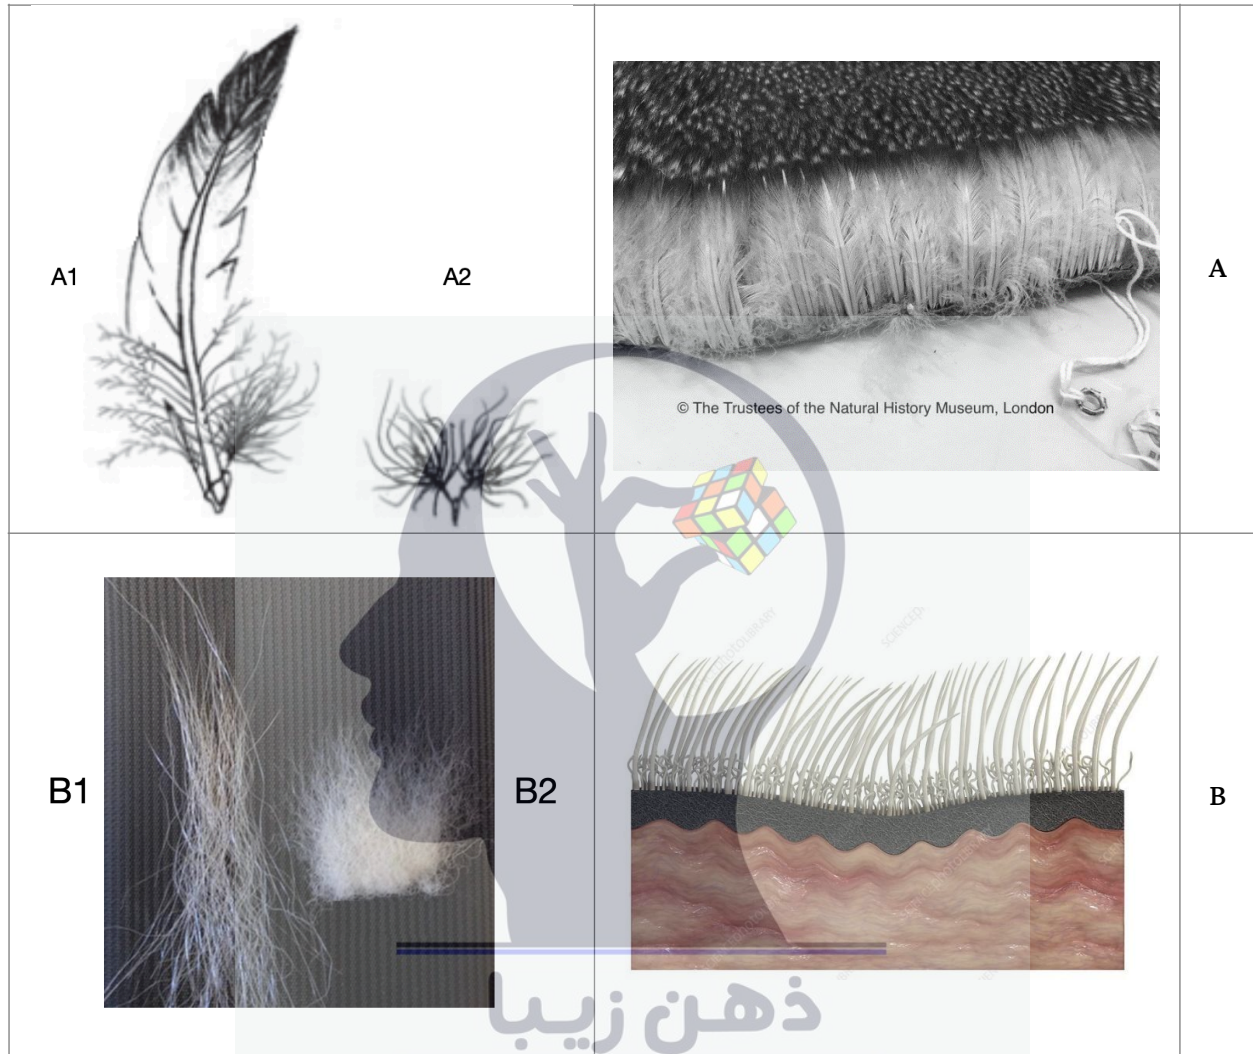 A1
A2
A
© The Trustees of the Natural History Museum, London
B1
B2
B
ذهن زیبا